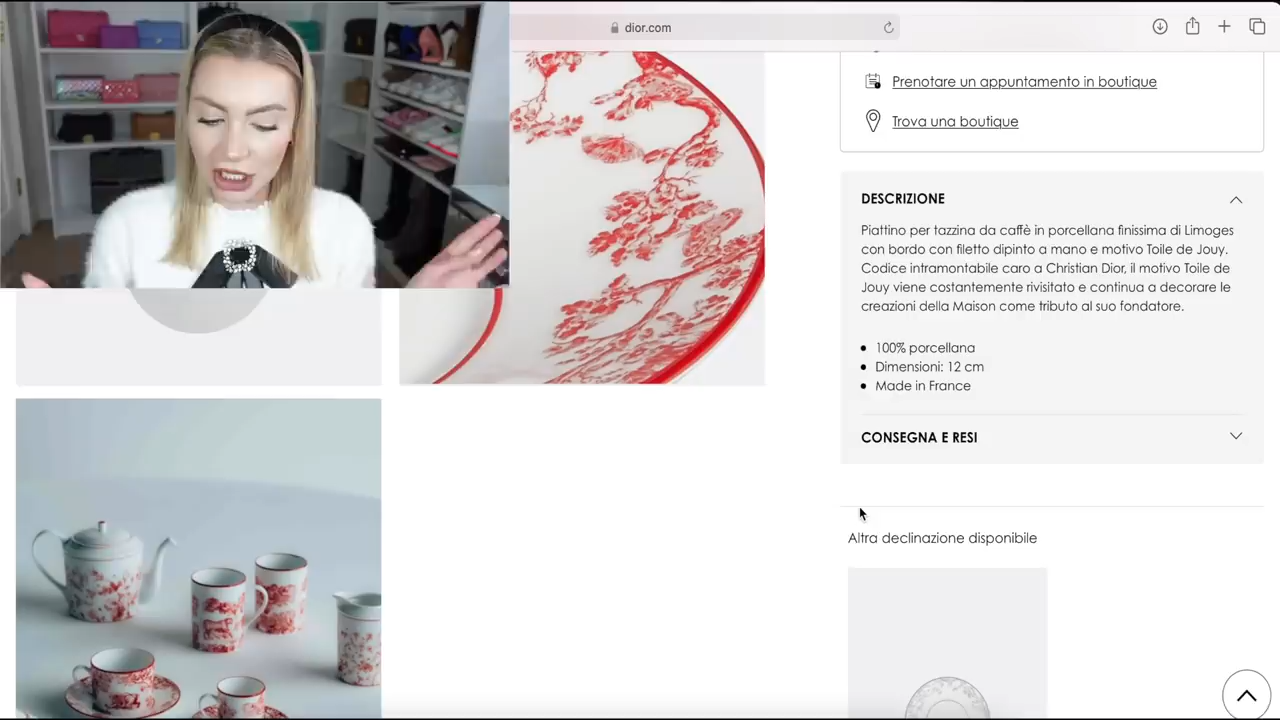 dior.com
Prenotare un appuntamento in boutique
Trova una boutique
DESCRIZIONE
Piattino per tazzina da caffè in porcellana finissima di Limoges
con bordo con filetto dipinto a mano e motivo Toile de Jouy.
Codice intramontabile caro a Christian Dior, il motivo Toile de
Jouy viene costantemente rivisitato e continua a decorare le
creazioni della Maison come tributo al suo fondatore.
100% porcellana
Dimensioni: 12 cm
Made in France
CONSEGNA E RESI
Altra declinazione disponibile